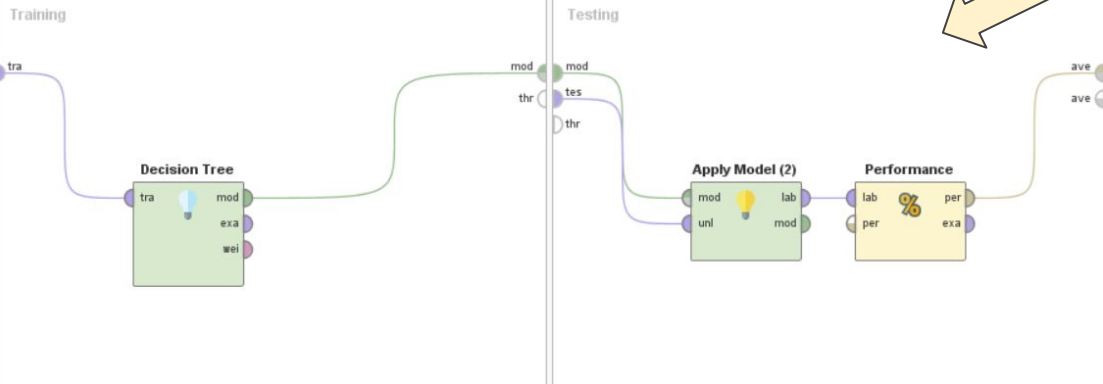 Training
tra
Decision Tree
tra
mod
exa
wei
mod
thr
Testing
mod
tes
thr
Apply Model (2)
mod
lab
unl
mod
Performance
lab
per
per
exa
%
ave
ave